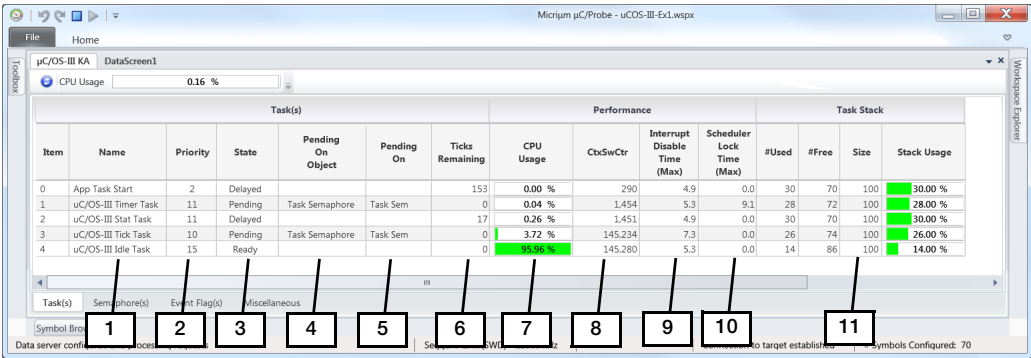 Micriµm µC/Probe - uCOS-III-Ex1.wspx
File Home
Toolbox
Workspace Explorer
µC/OS-III KA DataScreen1
CPU Usage 0.16 %
Task(s) Performance Task Stack
Item Name Priority State Pending On Object Pending On Ticks Remaining CPU Usage CtxSwCtr Interrupt Disable Time (Max) Scheduler Lock Time (Max) #Used #Free Size Stack Usage
0 App Task Start 2 Delayed 153 0.00 % 290 4.9 0.0 30 70 100 30.00 %
1 uC/OS-III Timer Task 11 Pending Task Semaphore Task Sem 0 0.04 % 1,454 5.3 9.1 28 72 100 28.00 %
2 uC/OS-III Stat Task 11 Delayed 17 0.26 % 1,451 4.9 0.0 30 70 100 30.00 %
3 uC/OS-III Tick Task 10 Pending Task Semaphore Task Sem 0 3.72 % 145,234 7.3 0.0 26 74 100 26.00 %
4 uC/OS-III Idle Task 15 Ready 0 95.96 % 145,280 5.3 0.0 14 86 100 14.00 %
Task(s) Semaphore(s) Event Flag(s) Miscellaneous
1 2 3 4 5 6 7 8 9 10 11
Symbol Bro
Data server to target established Symbols Configured: 70